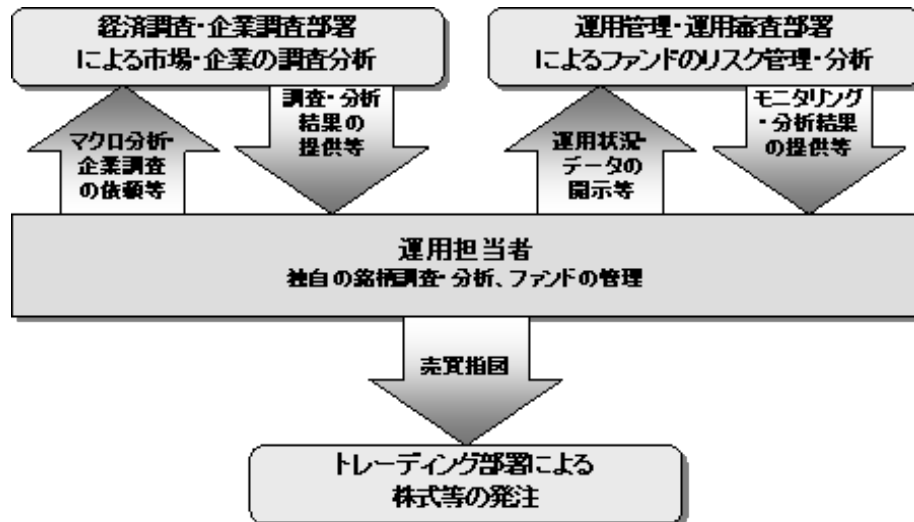 経済調査・企業調査部署
による市場・企業の調査分析
運用管理・運用審査部署
によるファンドのリスク管理・分析
マクロ分析・
企業調査
の依頼等
調査・分析
結果の
提供等
運用状況・
データの
開示等
モニタリング
・分析結果
の提供等
運用担当者
独自の銘柄調査・分析、ファンドの管理
売買指図
トレーディング部署による
株式等の発注